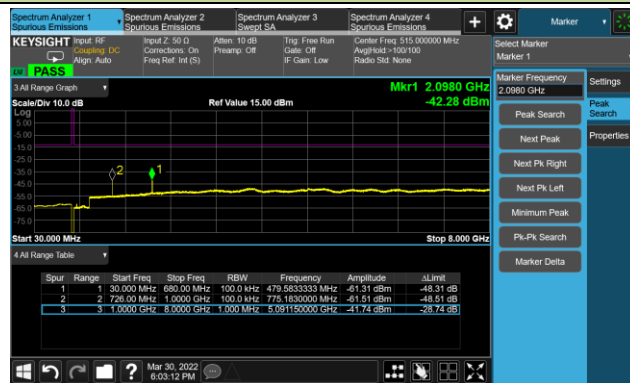 Spectrum Analyzer 1
Spurious Emissions
Spectrum Analyzer 2
Spurious Emissions
Spectrum Analyzer 3
Swept SA
Spectrum Analyzer 4
Spurious Emissions
+
Marker
KEYSIGHT
Input: RF
Coupling: DC
Align: Auto
Input Z: 50 Ω
Corrections: On
Freq Ref: Int (S)
Atten: 10 dB
Preamp: Off
Trig: Free Run
Gate: Off
IF Gain: Low
Center Freq: 515.000000 MHz
Avg|Hold:>100/100
Radio Std: None
PASS
Select Marker
Marker 1
3 All Range Graph
Mkr1 2.0980 GHz
-42.28 dBm
Scale/Div 10.0 dB
Ref Value 15.00 dBm
Log
5.00
-5.00
-15.0
-25.0
-35.0
-45.0
-55.0
-65.0
-75.0
2
1
Start 30.000 MHz
Stop 8.000 GHz
4 All Range Table
Spur Range Start Freq Stop Freq RBW Frequency Amplitude ΔLimit
1 1 30.000 MHz 680.00 MHz 100.0 kHz 479.5833333 MHz -61.31 dBm -48.31 dB
2 2 726.00 MHz 1.0000 GHz 100.0 kHz 775.1830000 MHz -61.51 dBm -48.51 dB
3 3 1.0000 GHz 8.0000 GHz 1.000 MHz 5.091150000 GHz -41.74 dBm -28.74 dB
Marker Frequency
2.0980 GHz
Peak Search
Next Peak
Next Pk Right
Next Pk Left
Minimum Peak
Pk-Pk Search
Marker Delta
Settings
Peak
Search
Properties
?
Mar 30, 2022
6:03:12 PM